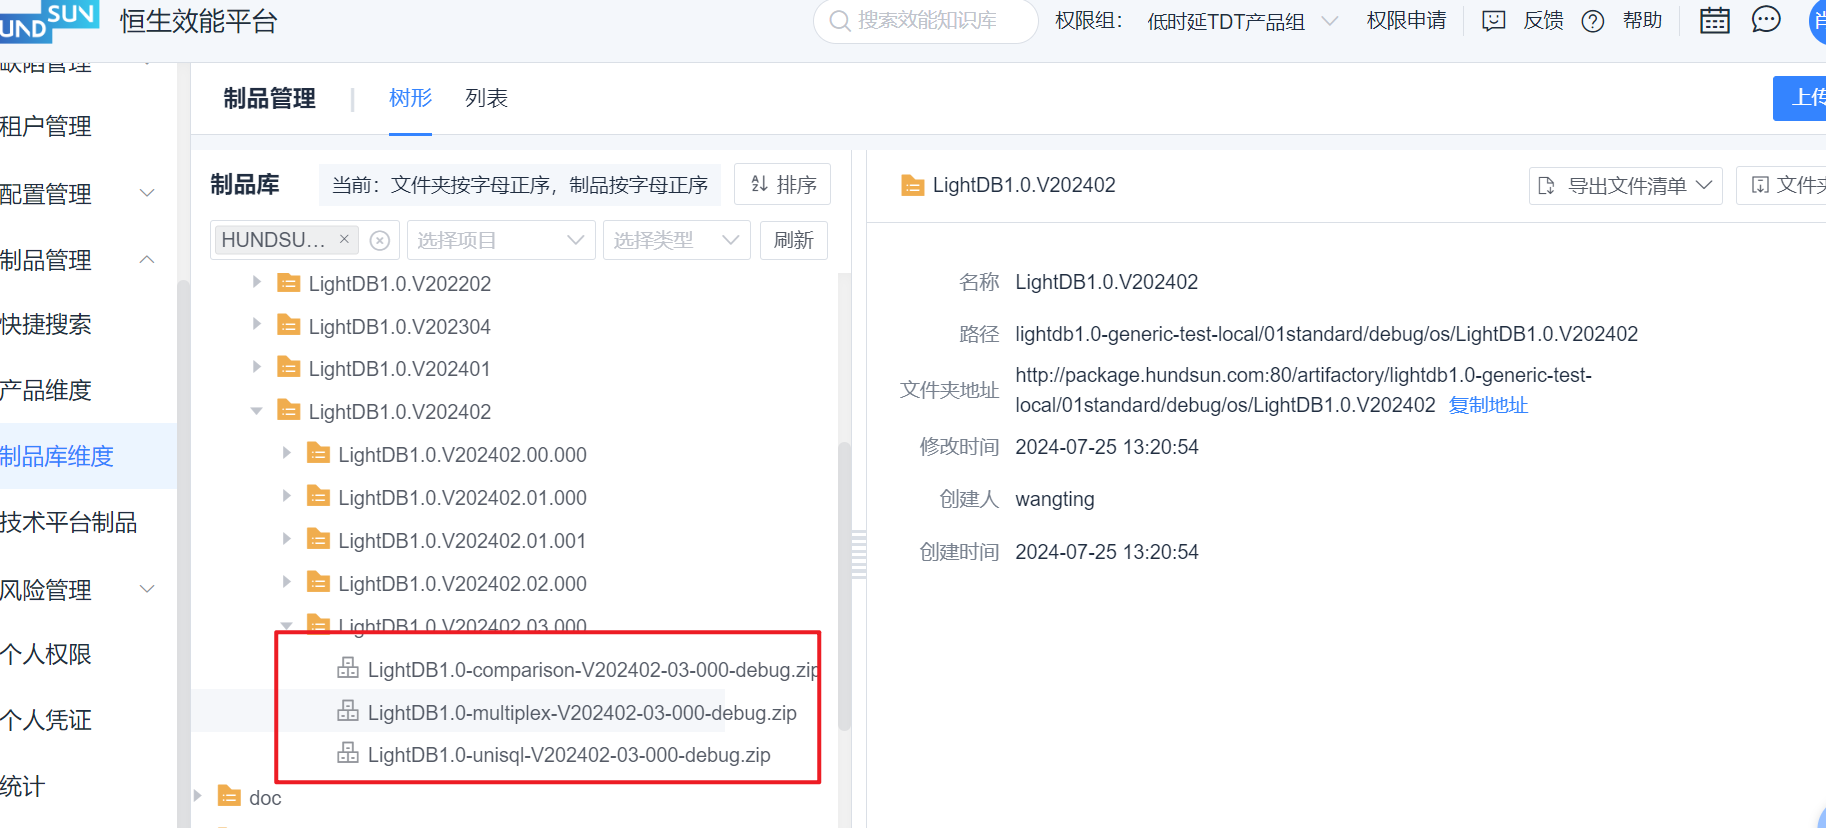 HUND
SUN
恒生效能平台
搜索效能知识库
权限组：
低时延TDT产品组
权限申请
反馈
帮助
肖
缺陷管理
租户管理
配置管理
制品管理
快捷搜索
产品维度
制品库维度
技术平台制品
风险管理
个人权限
个人凭证
统计
制品管理
树形
列表
上传
制品库
当前：文件夹按字母正序，制品按字母正序
排序
HUNDSU... ×
选择项目
选择类型
刷新
LightDB1.0.V202202
LightDB1.0.V202304
LightDB1.0.V202401
LightDB1.0.V202402
LightDB1.0.V202402.00.000
LightDB1.0.V202402.01.000
LightDB1.0.V202402.01.001
LightDB1.0.V202402.02.000
LightDB1.0.V202402.03.000
LightDB1.0-comparison-V202402-03-000-debug.zip
LightDB1.0-multiplex-V202402-03-000-debug.zip
LightDB1.0-unisql-V202402-03-000-debug.zip
doc
LightDB1.0.V202402
导出文件清单
文件夹
名称 LightDB1.0.V202402
路径 lightdb1.0-generic-test-local/01standard/debug/os/LightDB1.0.V202402
文件夹地址 http://package.hundsun.com:80/artifactory/lightdb1.0-generic-test-
local/01standard/debug/os/LightDB1.0.V202402 复制地址
修改时间 2024-07-25 13:20:54
创建人 wangting
创建时间 2024-07-25 13:20:54